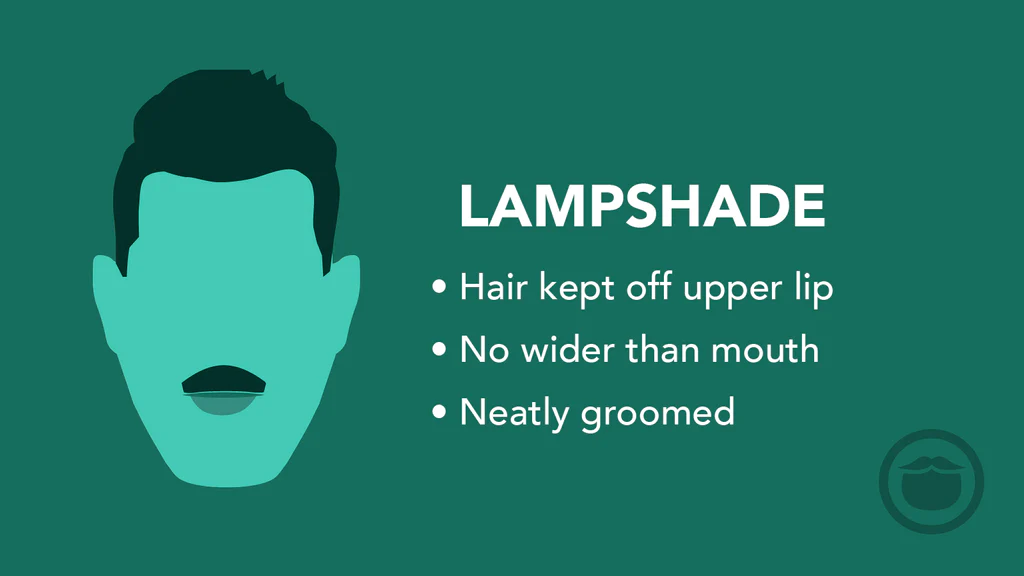 LAMPSHADE
• Hair kept off upper lip
• No wider than mouth
• Neatly groomed